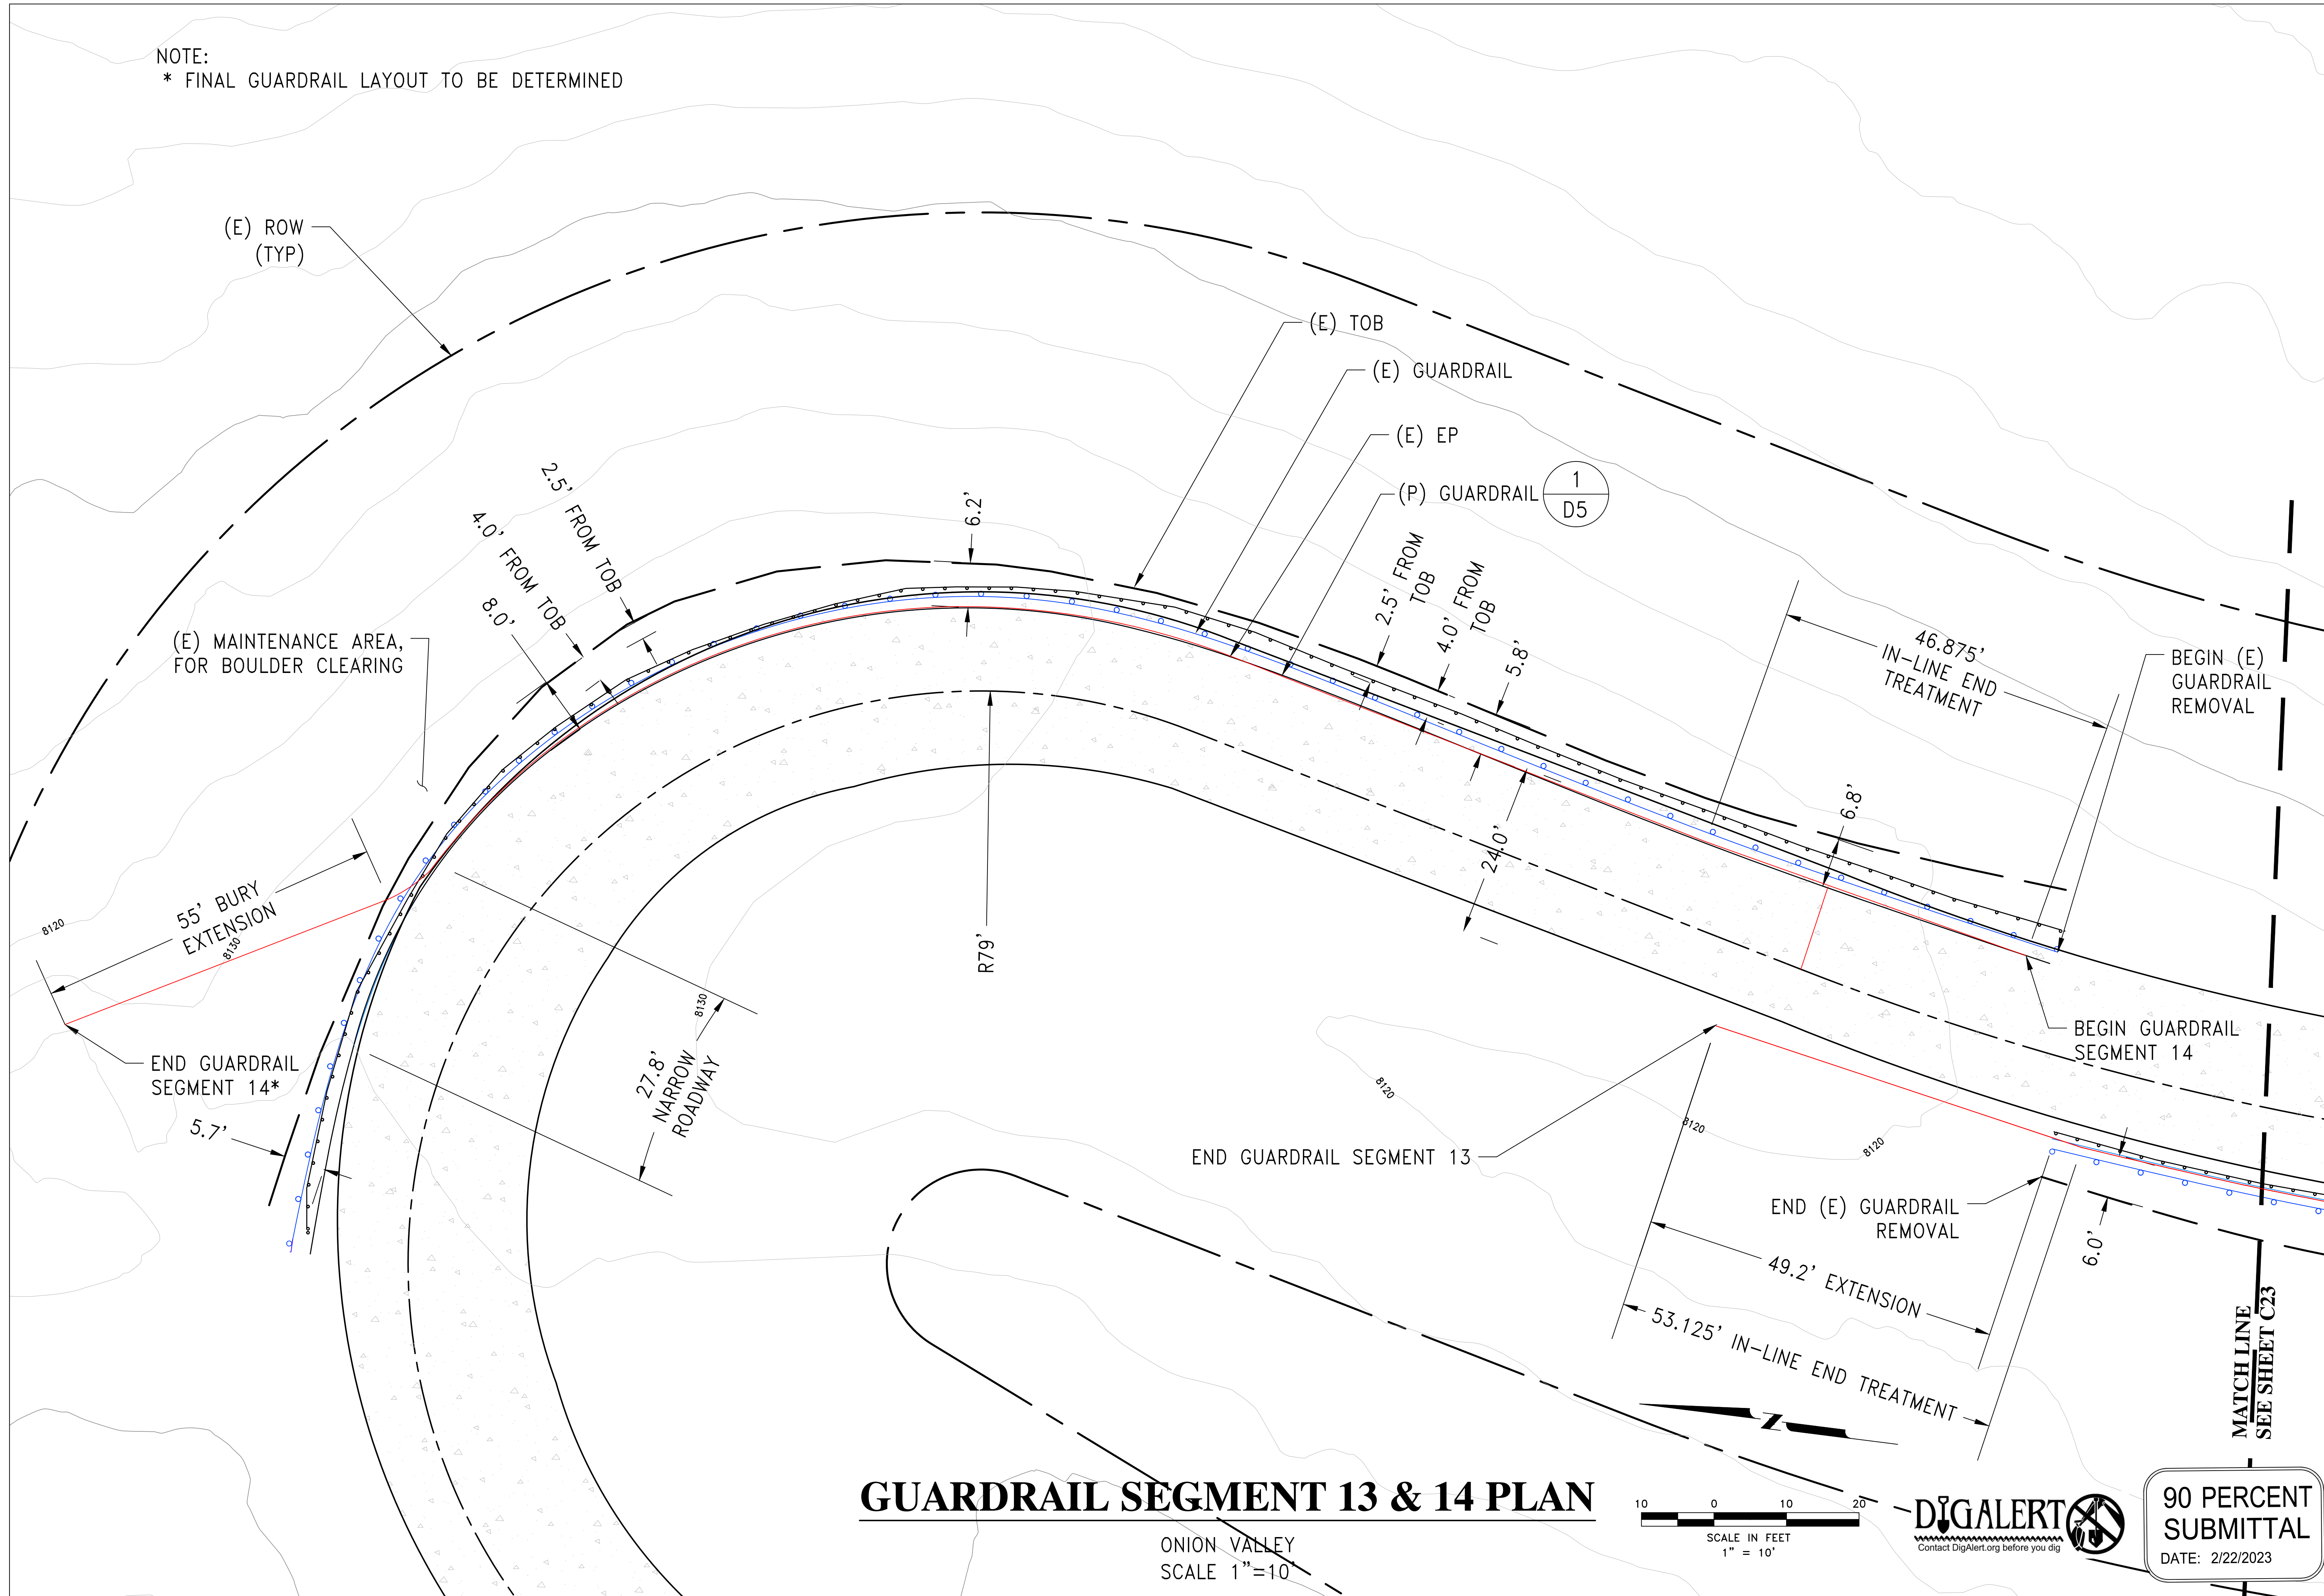 NOTE:
* FINAL GUARDRAIL LAYOUT TO BE DETERMINED
(E) ROW
(TYP)
(E) TOB
(E) GUARDRAIL
(E) EP
(P) GUARDRAIL
1
D5
2.5' FROM TOB
4.0' FROM TOB
8.0'
6.2'
2.5' FROM
TOB
4.0' FROM
TOB
5.8'
(E) MAINTENANCE AREA,
FOR BOULDER CLEARING
46.875'
IN-LINE END
TREATMENT
BEGIN (E)
GUARDRAIL
REMOVAL
6.8'
24.0'
55' BURY
EXTENSION
8120
8130
R79'
8130
END GUARDRAIL
SEGMENT 14*
5.7'
27.8'
NARROW
ROADWAY
BEGIN GUARDRAIL
SEGMENT 14
8120
8120
8120
END GUARDRAIL SEGMENT 13
END (E) GUARDRAIL
REMOVAL
6.0'
49.2' EXTENSION
53.125' IN-LINE END TREATMENT
MATCH LINE
SEE SHEET C23
Z
GUARDRAIL SEGMENT 13 & 14 PLAN
ONION VALLEY
SCALE 1"=10'
10 0 10 20
SCALE IN FEET
1" = 10'
DIGALERT
Contact DigAlert.org before you dig
90 PERCENT
SUBMITTAL
DATE: 2/22/2023